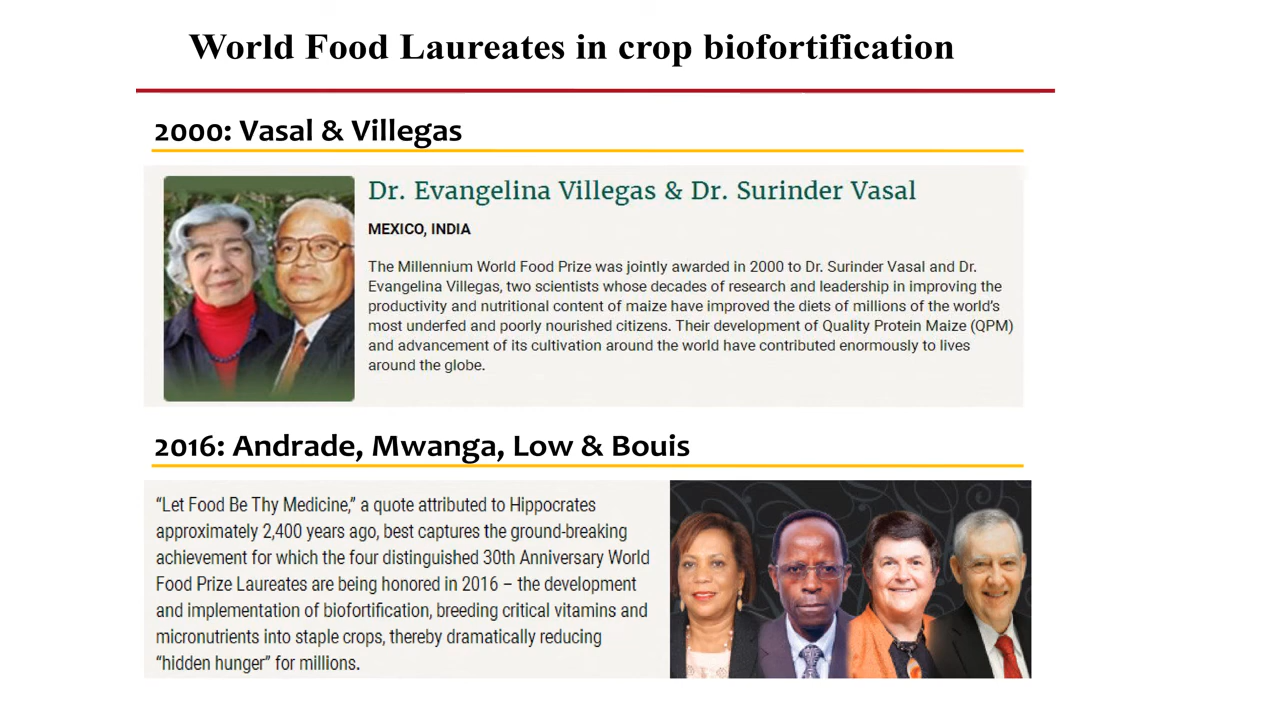 World Food Laureates in crop biofortification
2000: Vasal & Villegas
Dr. Evangelina Villegas & Dr. Surinder Vasal
MEXICO, INDIA
The Millennium World Food Prize was jointly awarded in 2000 to Dr. Surinder Vasal and Dr.
Evangelina Villegas, two scientists whose decades of research and leadership in improving the
productivity and nutritional content of maize have improved the diets of millions of the world's
most underfed and poorly nourished citizens. Their development of Quality Protein Maize (QPM)
and advancement of its cultivation around the world have contributed enormously to lives
around the globe.
2016: Andrade, Mwanga, Low & Bouis
“Let Food Be Thy Medicine,” a quote attributed to Hippocrates
approximately 2,400 years ago, best captures the ground-breaking
achievement for which the four distinguished 30th Anniversary World
Food Prize Laureates are being honored in 2016 – the development
and implementation of biofortification, breeding critical vitamins and
micronutrients into staple crops, thereby dramatically reducing
“hidden hunger” for millions.